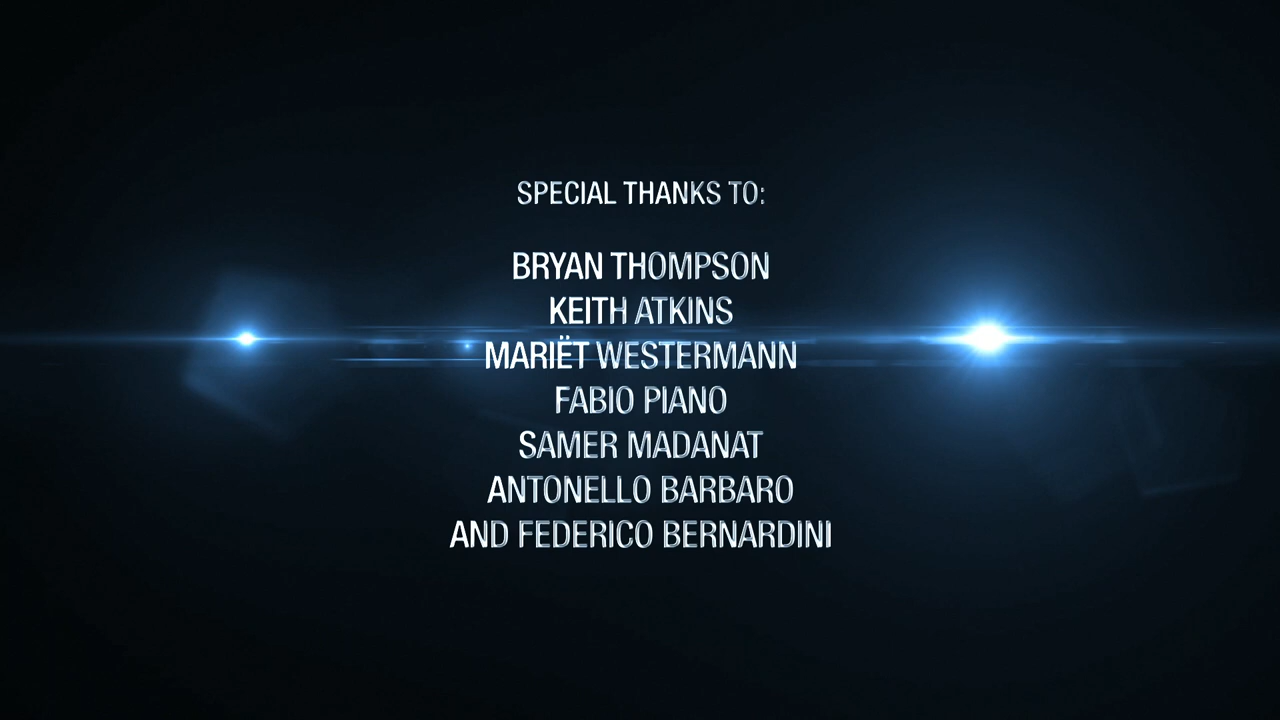 SPECIAL THANKS TO:
BRYAN THOMPSON
KEITH ATKINS
MARIËT WESTERMANN
FABIO PIANO
SAMER MADANAT
ANTONELLO BARBARO
AND FEDERICO BERNARDINI